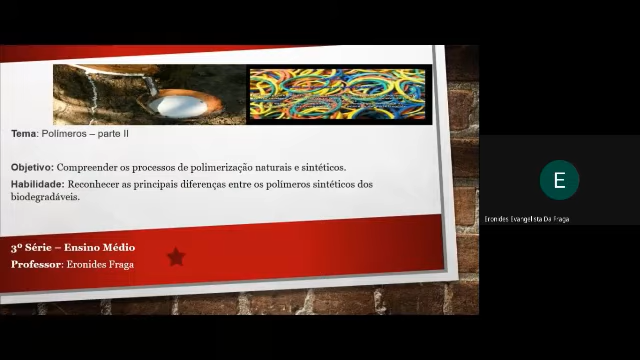 Tema: Polímeros – parte II
Objetivo: Compreender os processos de polimerização naturais e sintéticos.
Habilidade: Reconhecer as principais diferenças entre os polímeros sintéticos dos
biodegradáveis.
3º Série – Ensino Médio
Professor: Eronides Fraga
E
Eronides Evangelista Da Fraga